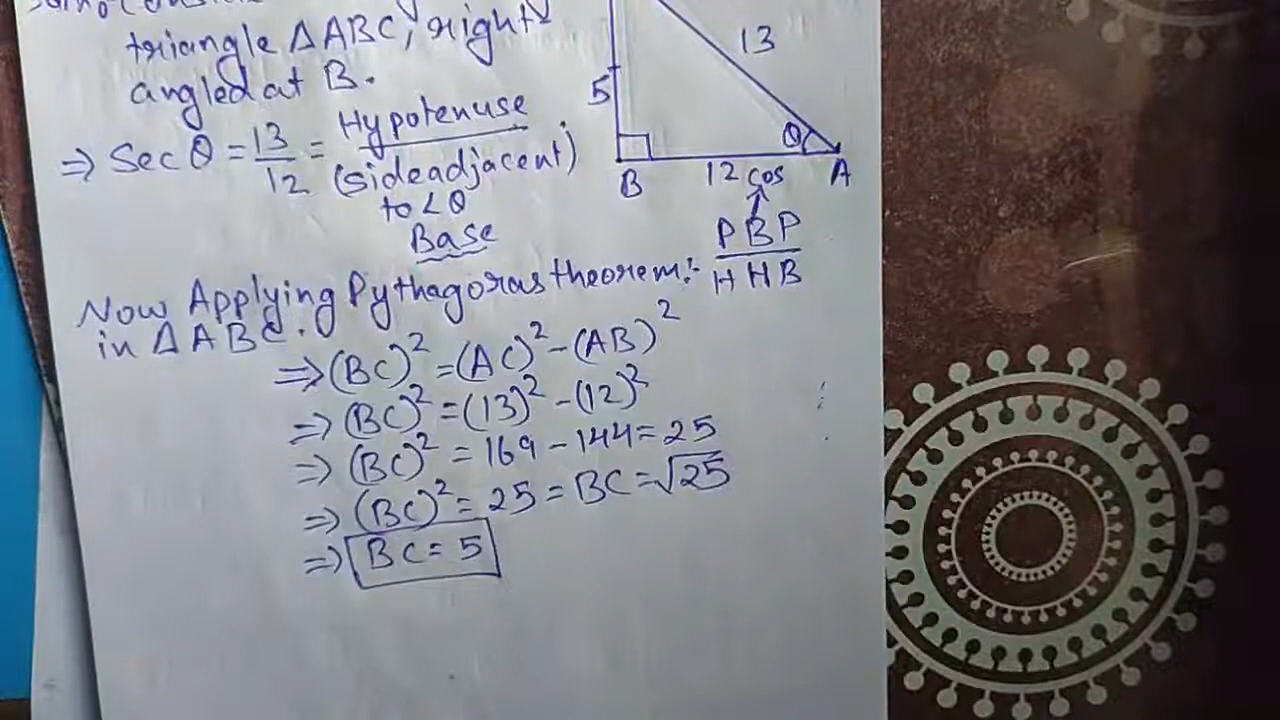 triangle ΔABC, right
angled at B.
⇒ Sec θ = 13/12 = Hypotenuse/(side adjacent)
to ∠θ
Base
13
5
θ
B
12
cos
A
P B P
H H B
Now Applying Pythagoras theorem:-
in ΔABC.
⇒ (BC)² = (AC)² - (AB)²
⇒ (BC)² = (13)² - (12)²
⇒ (BC)² = 169 - 144 = 25
⇒ (BC)² = 25 = BC = √25
⇒ BC = 5